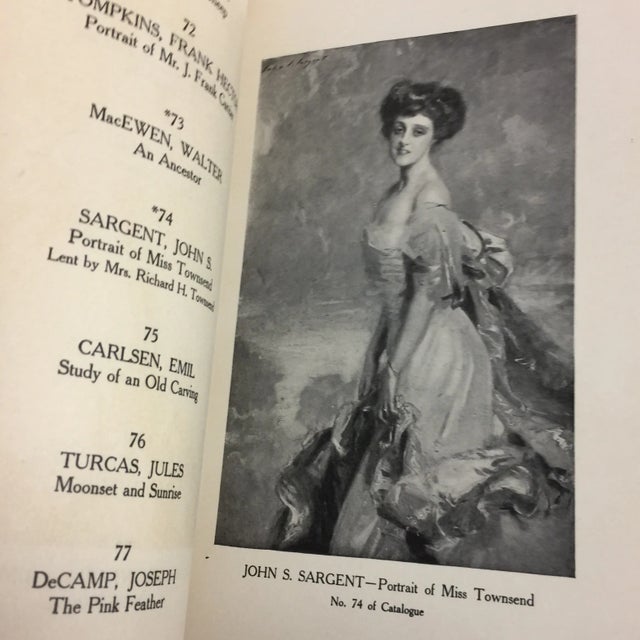 72
TOMPKINS, FRANK HECTOR
Portrait of Mr. J. Frank
*73
MacEWEN, WALTER
An Ancestor
*74
SARGENT, JOHN S.
Portrait of Miss Townsend
Lent by Mrs. Richard H. Townsend
75
CARLSEN, EMIL
Study of an Old Carving
76
TURCAS, JULES
Moonset and Sunrise
77
DeCAMP, JOSEPH
The Pink Feather
JOHN S. SARGENT—Portrait of Miss Townsend
No. 74 of Catalogue